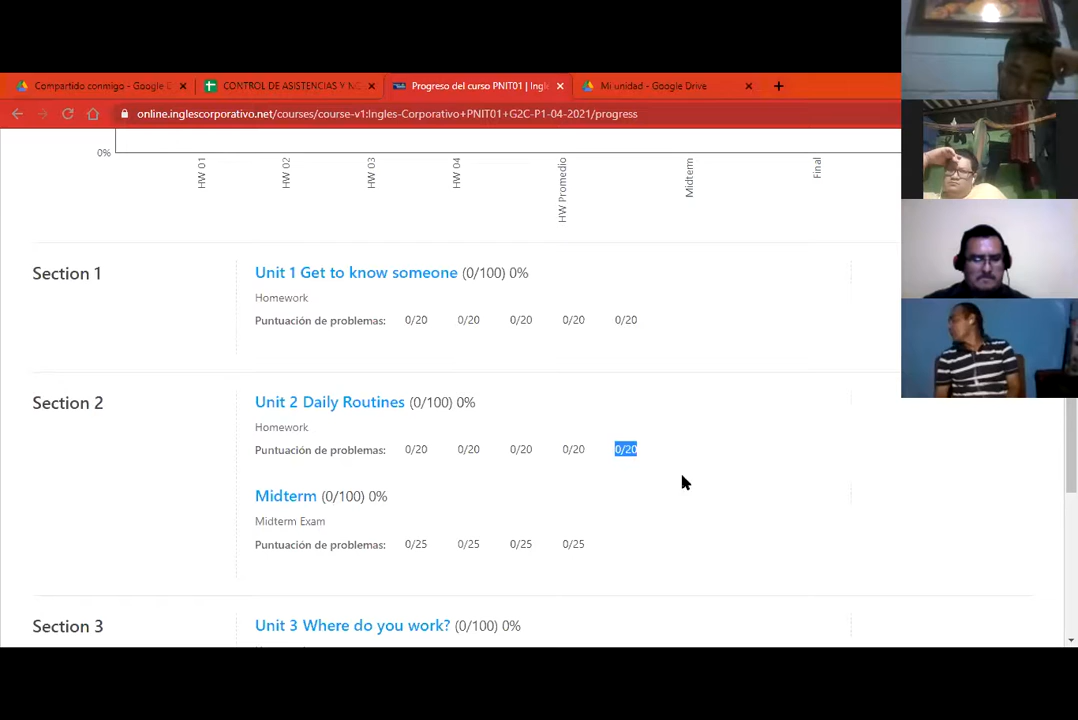 Compartido conmigo - Google D
CONTROL DE ASISTENCIAS Y NO
Progreso del curso PNIT01 | Ingle
Mi unidad - Google Drive
online.inglescorporativo.net/courses/course-v1:Ingles-Corporativo+PNIT01+G2C-P1-04-2021/progress
0%
HW 01
HW 02
HW 03
HW 04
HW Promedio
Midterm
Final
Section 1
Unit 1 Get to know someone (0/100) 0%
Homework
Puntuación de problemas: 0/20 0/20 0/20 0/20 0/20
Section 2
Unit 2 Daily Routines (0/100) 0%
Homework
Puntuación de problemas: 0/20 0/20 0/20 0/20 0/20
Midterm (0/100) 0%
Midterm Exam
Puntuación de problemas: 0/25 0/25 0/25 0/25
Section 3
Unit 3 Where do you work? (0/100) 0%